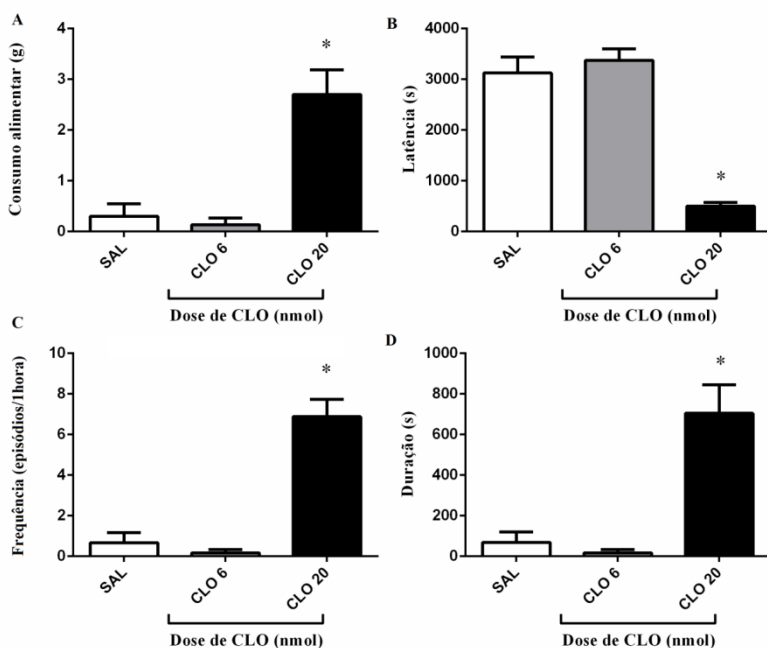 A
Consumo alimentar (g)
4
3
2
1
0
*
SAL
CLO 6
CLO 20
Dose de CLO (nmol)
B
Latência (s)
4000
3000
2000
1000
0
*
SAL
CLO 6
CLO 20
Dose de CLO (nmol)
C
Frequência (episódios/1hora)
10
8
6
4
2
0
*
SAL
CLO 6
CLO 20
Dose de CLO (nmol)
D
Duração (s)
1000
800
600
400
200
0
*
SAL
CLO 6
CLO 20
Dose de CLO (nmol)